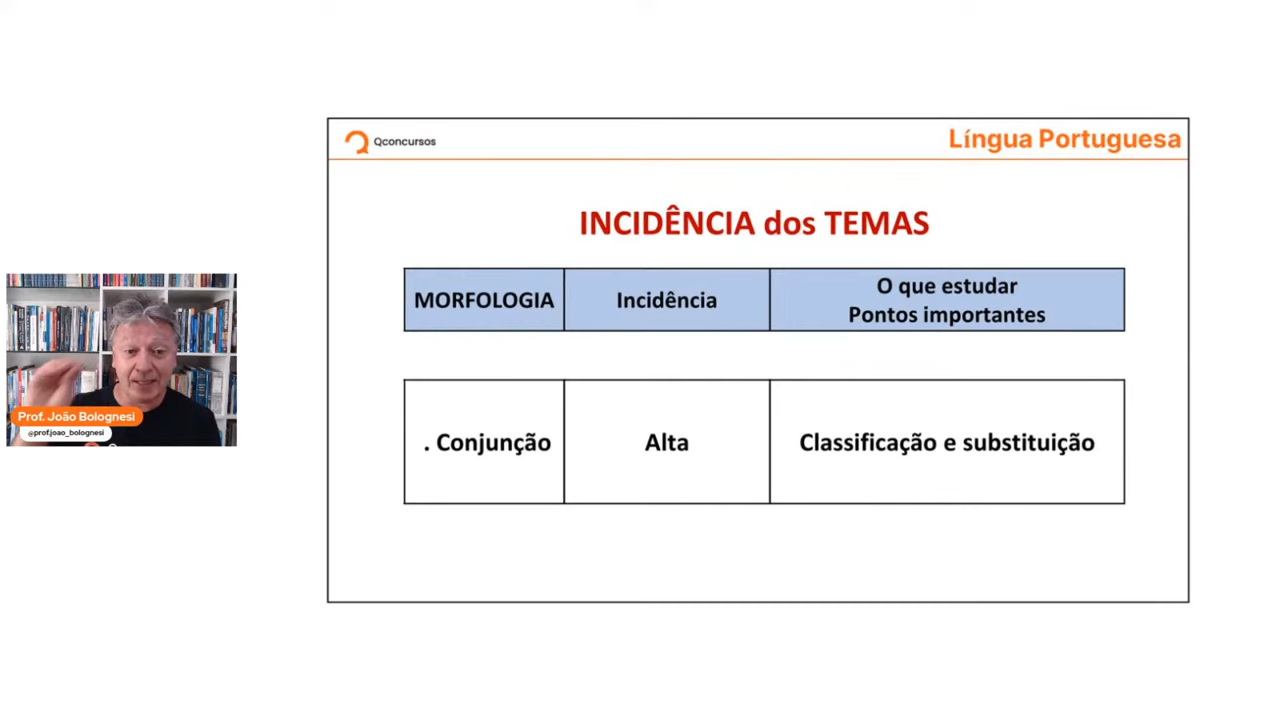 Qconcursos
Língua Portuguesa
INCIDÊNCIA dos TEMAS
MORFOLOGIA
Incidência
O que estudar
Pontos importantes
. Conjunção
Alta
Classificação e substituição
Prof. João Bolognesi
@prof.joao_bolognesi